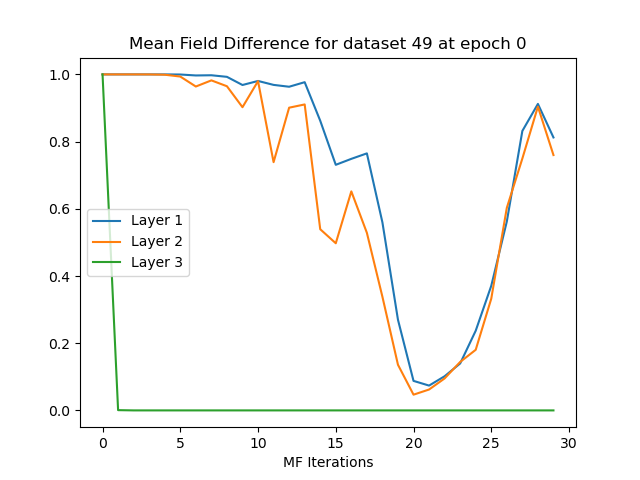 Mean Field Difference for dataset 49 at epoch 0
1.0
0.8
0.6
0.4
0.2
0.0
Layer 1
Layer 2
Layer 3
0 5 10 15 20 25 30
MF Iterations